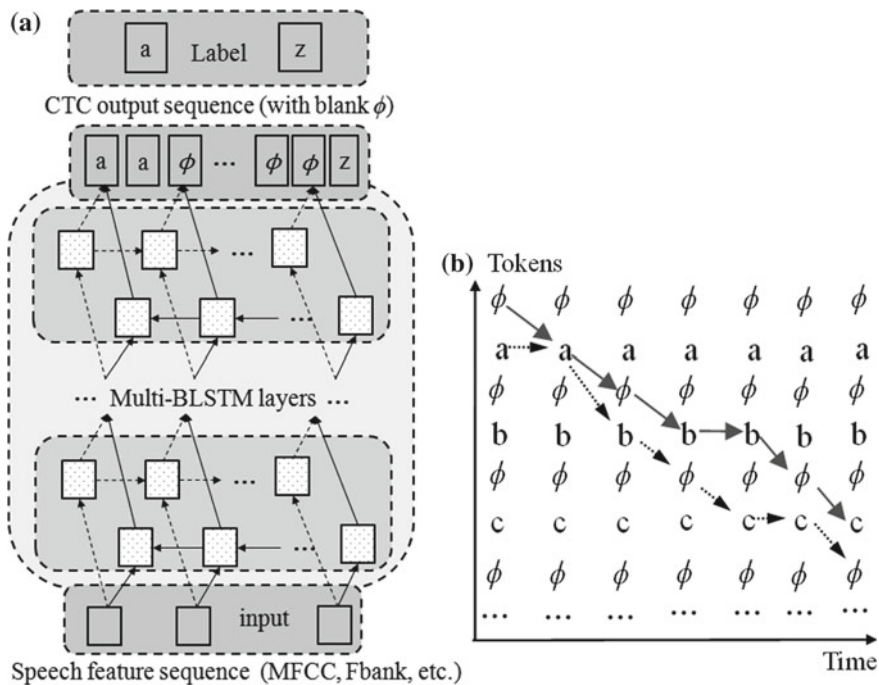 (a)
a Label z
CTC output sequence (with blank ϕ)
a a ϕ ... ϕ ϕ z
...
...
... Multi-BLSTM layers ...
...
...
input
Speech feature sequence (MFCC, Fbank, etc.)
(b) Tokens
ϕ ϕ ϕ ϕ ϕ ϕ ϕ
a a a a a a a
ϕ ϕ ϕ ϕ ϕ ϕ ϕ
b b b b b b b
ϕ ϕ ϕ ϕ ϕ ϕ ϕ
c c c c c c c
ϕ ϕ ϕ ϕ ϕ ϕ ϕ
... ... ... ... ... ... ...
Time